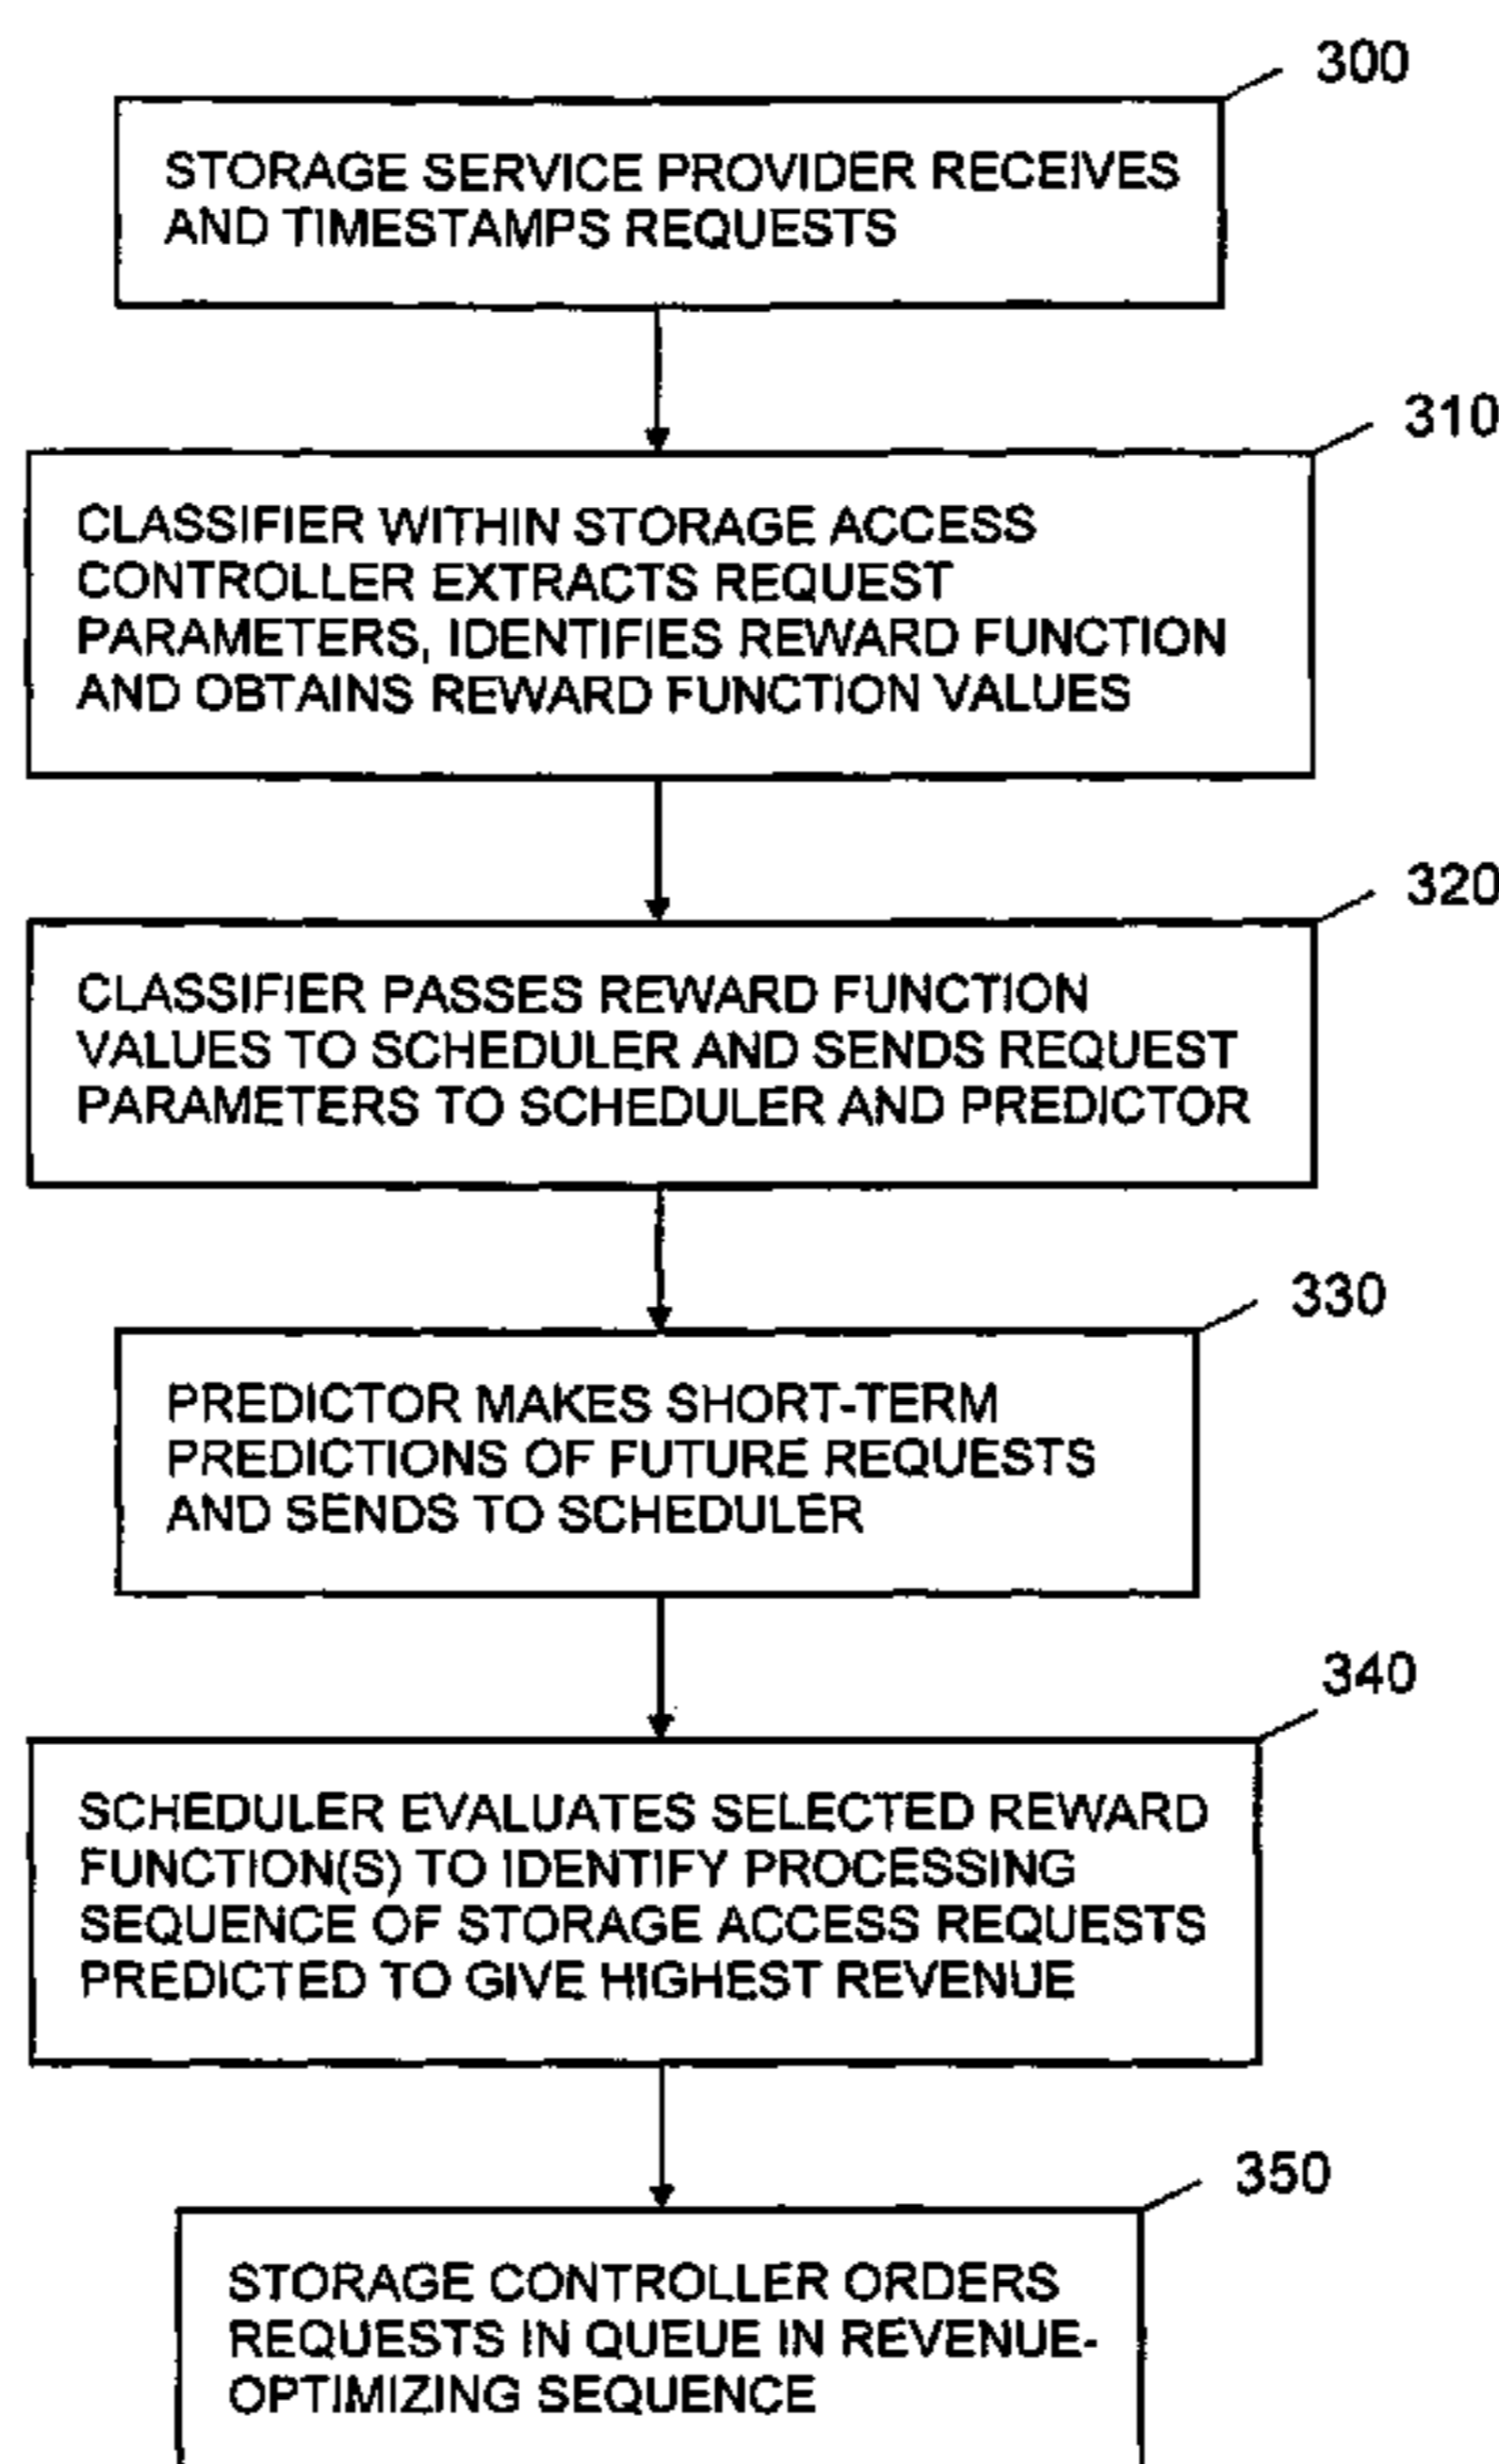 300
STORAGE SERVICE PROVIDER RECEIVES
AND TIMESTAMPS REQUESTS
310
CLASSIFIER WITHIN STORAGE ACCESS
CONTROLLER EXTRACTS REQUEST
PARAMETERS, IDENTIFIES REWARD FUNCTION
AND OBTAINS REWARD FUNCTION VALUES
320
CLASSIFIER PASSES REWARD FUNCTION
VALUES TO SCHEDULER AND SENDS REQUEST
PARAMETERS TO SCHEDULER AND PREDICTOR
330
PREDICTOR MAKES SHORT-TERM
PREDICTIONS OF FUTURE REQUESTS
AND SENDS TO SCHEDULER
340
SCHEDULER EVALUATES SELECTED REWARD
FUNCTION(S) TO IDENTIFY PROCESSING
SEQUENCE OF STORAGE ACCESS REQUESTS
PREDICTED TO GIVE HIGHEST REVENUE
350
STORAGE CONTROLLER ORDERS
REQUESTS IN QUEUE IN REVENUE-
OPTIMIZING SEQUENCE